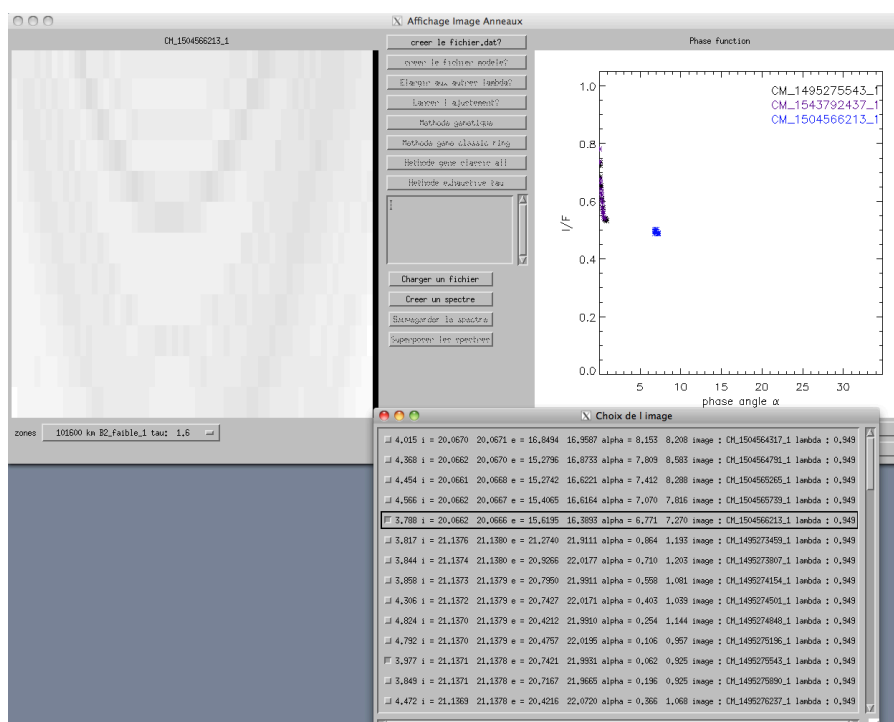 Affichage Image Anneaux
CM_1504566213_1
creer le fichier.dat?
creer le fichier modele?
Elargir aux autres lambda?
Lancer l ajustement?
Methode genetique
Methode gene classic ring
Methode gene classic all
Methode exhaustive tau
Charger un fichier
Creer un spectre
Sauvegarder le spectre
Superposer les spectres
Phase function
CM_1495275543_1
CM_1543792437_1
CM_1504566213_1
1.0
0.8
0.6
0.4
0.2
0.0
I/F
5 10 15 20 25 30
phase angle α
zones 101600 km B2_faible_1 tau: 1.6
Choix de l image
4.015 i = 20.0670 20.0671 e = 16.8494 16.9587 alpha = 8.153 8.208 image : CM_1504564317_1 lambda : 0.949
4.368 i = 20.0662 20.0670 e = 15.2796 16.8733 alpha = 7.809 8.583 image : CM_1504564791_1 lambda : 0.949
4.454 i = 20.0661 20.0668 e = 15.2742 16.6221 alpha = 7.412 8.288 image : CM_1504565265_1 lambda : 0.949
4.566 i = 20.0662 20.0667 e = 15.4065 16.6164 alpha = 7.070 7.816 image : CM_1504565739_1 lambda : 0.949
3.788 i = 20.0662 20.0666 e = 15.6195 16.3893 alpha = 6.771 7.270 image : CM_1504566213_1 lambda : 0.949
3.817 i = 21.1376 21.1380 e = 21.2740 21.9111 alpha = 0.864 1.193 image : CM_1495273459_1 lambda : 0.949
3.844 i = 21.1374 21.1380 e = 20.9266 22.0177 alpha = 0.710 1.203 image : CM_1495273807_1 lambda : 0.949
3.858 i = 21.1373 21.1379 e = 20.7950 21.9911 alpha = 0.558 1.081 image : CM_1495274154_1 lambda : 0.949
4.306 i = 21.1372 21.1379 e = 20.7427 22.0171 alpha = 0.403 1.039 image : CM_1495274501_1 lambda : 0.949
4.824 i = 21.1370 21.1379 e = 20.4212 21.9910 alpha = 0.254 1.144 image : CM_1495274848_1 lambda : 0.949
4.792 i = 21.1370 21.1379 e = 20.4757 22.0195 alpha = 0.106 0.957 image : CM_1495275196_1 lambda : 0.949
3.977 i = 21.1371 21.1378 e = 20.7421 21.9931 alpha = 0.062 0.925 image : CM_1495275543_1 lambda : 0.949
3.849 i = 21.1371 21.1378 e = 20.7167 21.9665 alpha = 0.196 0.925 image : CM_1495275890_1 lambda : 0.949
4.472 i = 21.1369 21.1378 e = 20.4216 22.0720 alpha = 0.366 1.068 image : CM_1495276237_1 lambda : 0.949